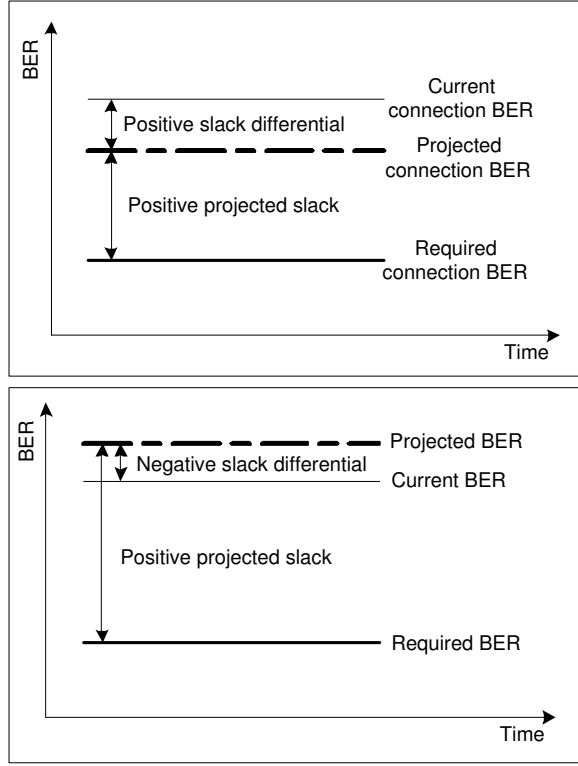 BER
Current
connection BER
Positive slack differential
Projected
connection BER
Positive projected slack
Required
connection BER
Time
BER
Projected BER
Negative slack differential
Current BER
Positive projected slack
Required BER
Time